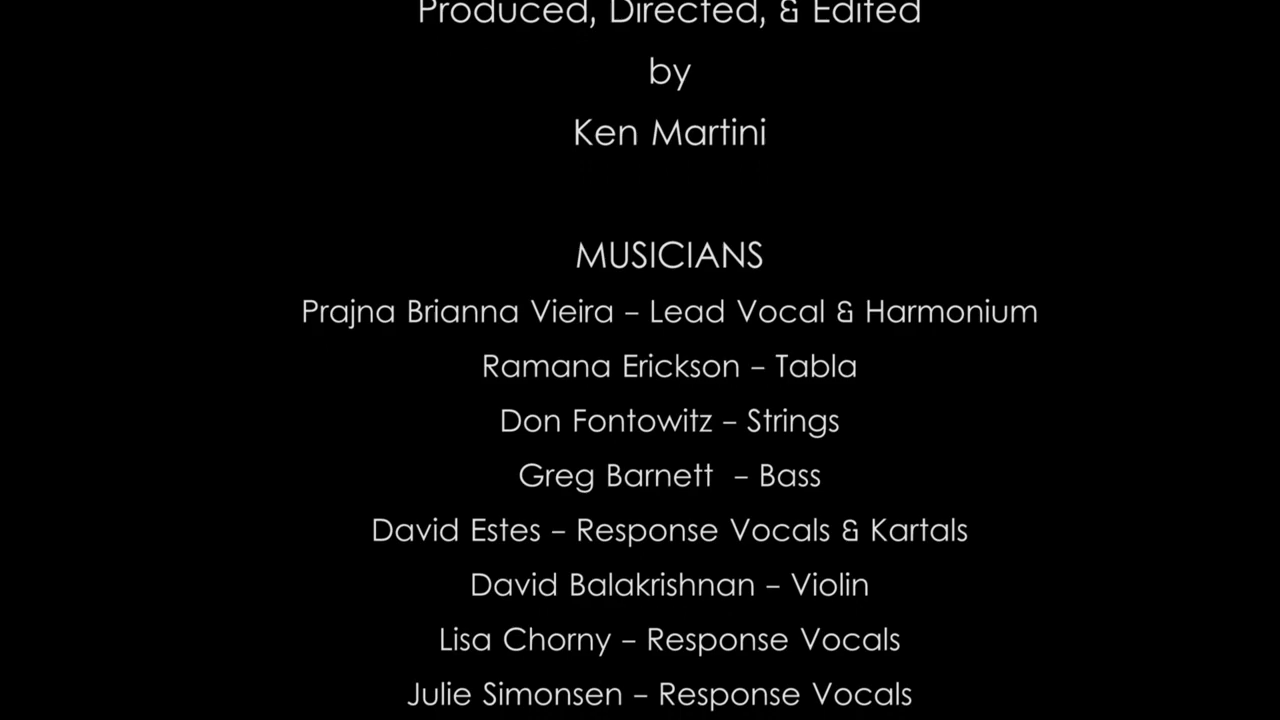 Produced, Directed, & Edited
by
Ken Martini
MUSICIANS
Prajna Brianna Vieira – Lead Vocal & Harmonium
Ramana Erickson – Tabla
Don Fontowitz – Strings
Greg Barnett – Bass
David Estes – Response Vocals & Kartals
David Balakrishnan – Violin
Lisa Chorny – Response Vocals
Julie Simonsen – Response Vocals